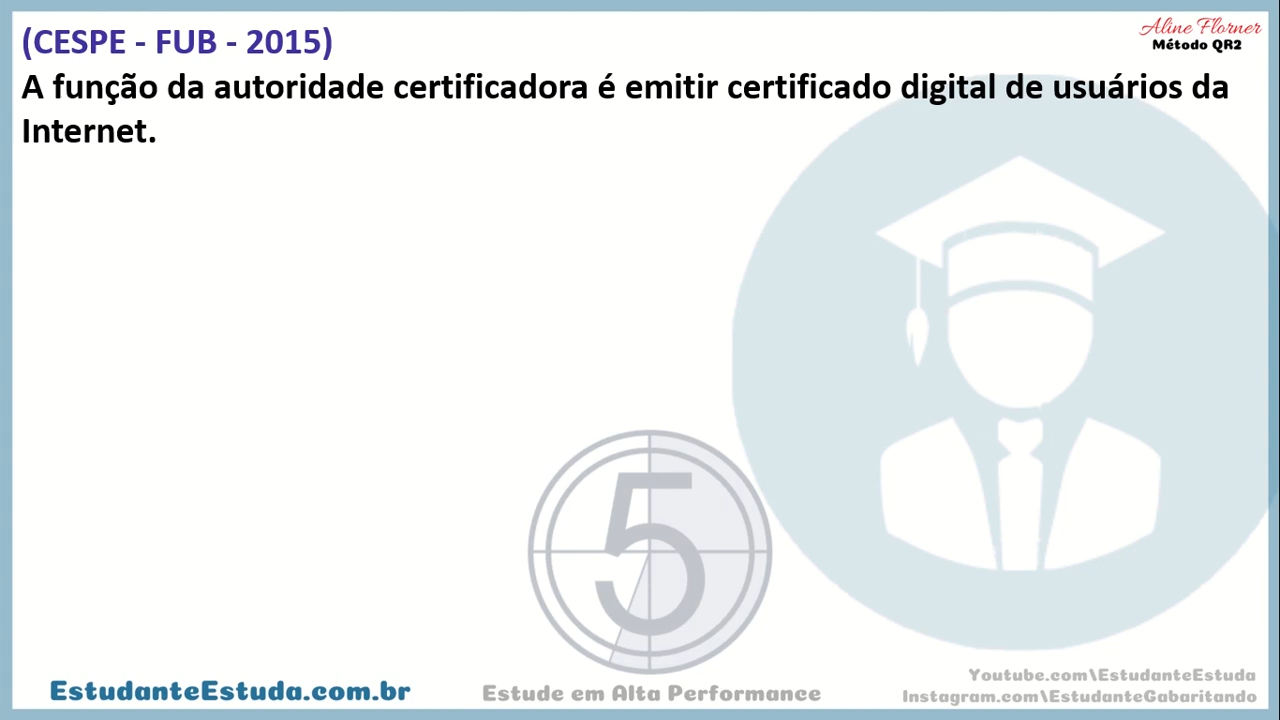 (CESPE - FUB - 2015)
Aline Florner
Método QR2
A função da autoridade certificadora é emitir certificado digital de usuários da
Internet.
5
EstudanteEstuda.com.br
Estude em Alta Performance
Youtube.com\EstudanteEstuda
Instagram.com\EstudanteGabaritando